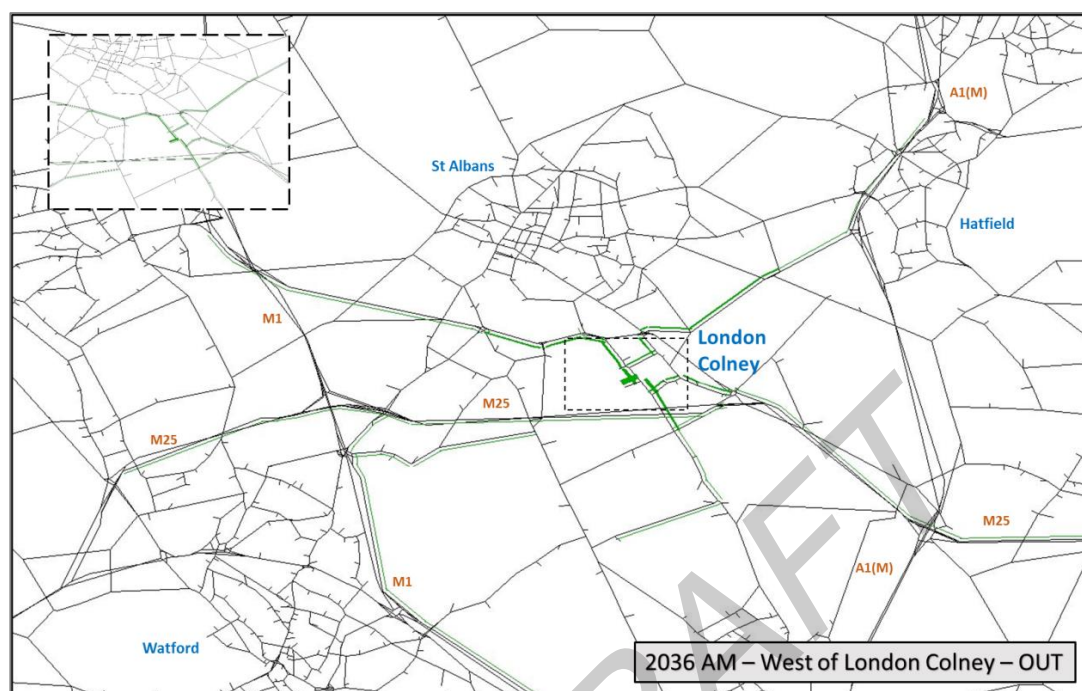 A1(M)
St Albans
Hatfield
M1
London
Colney
M25
M25
M25
M1
A1(M)
Watford
DRAFT
2036 AM – West of London Colney – OUT